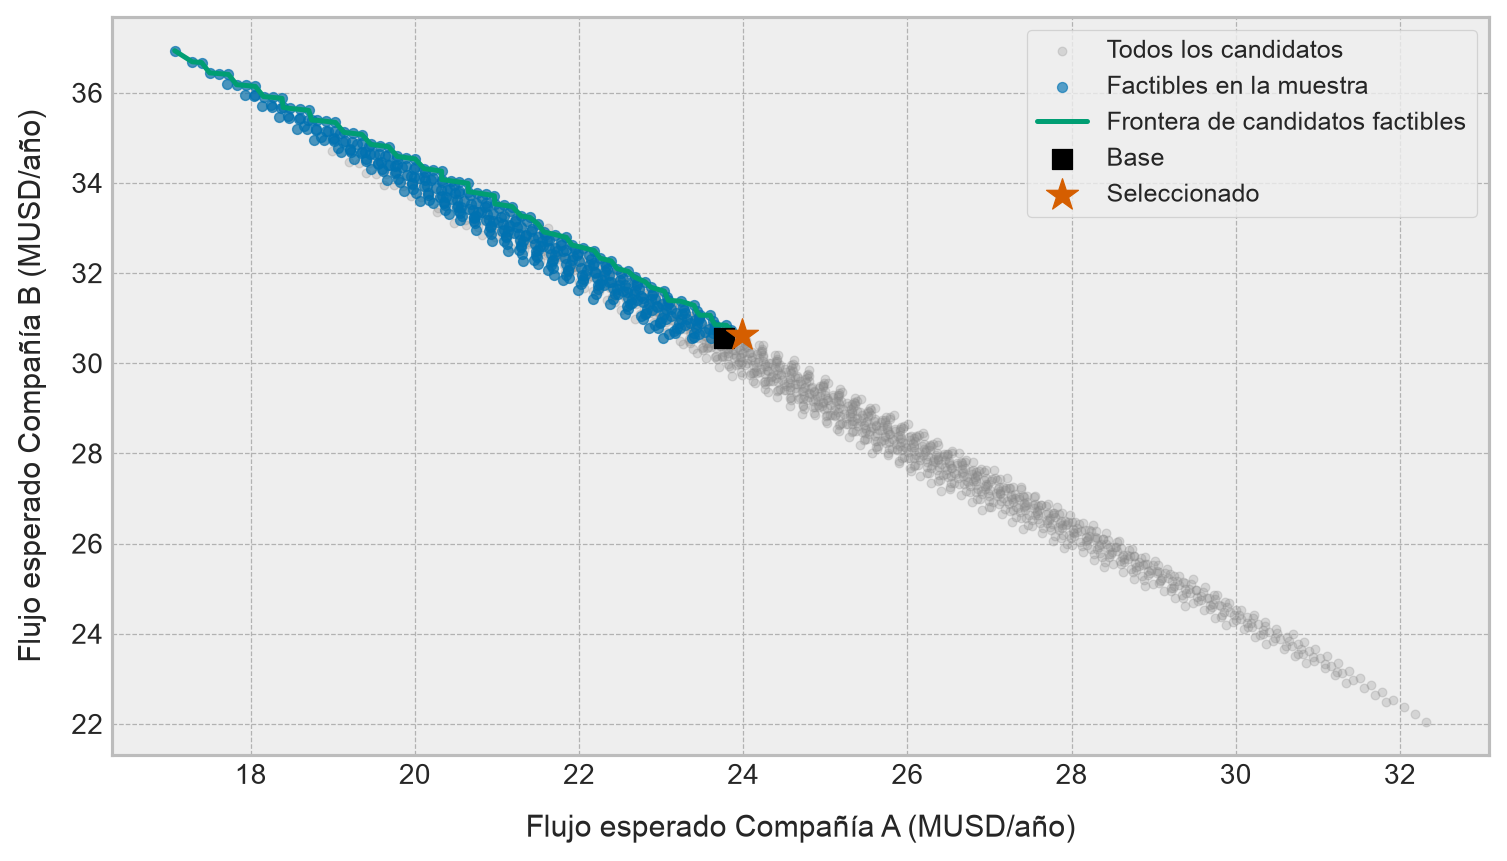 Todos los candidatos
Factibles en la muestra
Frontera de candidatos factibles
Base
Seleccionado
Flujo esperado Compañía B (MUSD/año)
36
34
32
30
28
26
24
22
18
20
22
24
26
28
30
32
Flujo esperado Compañía A (MUSD/año)